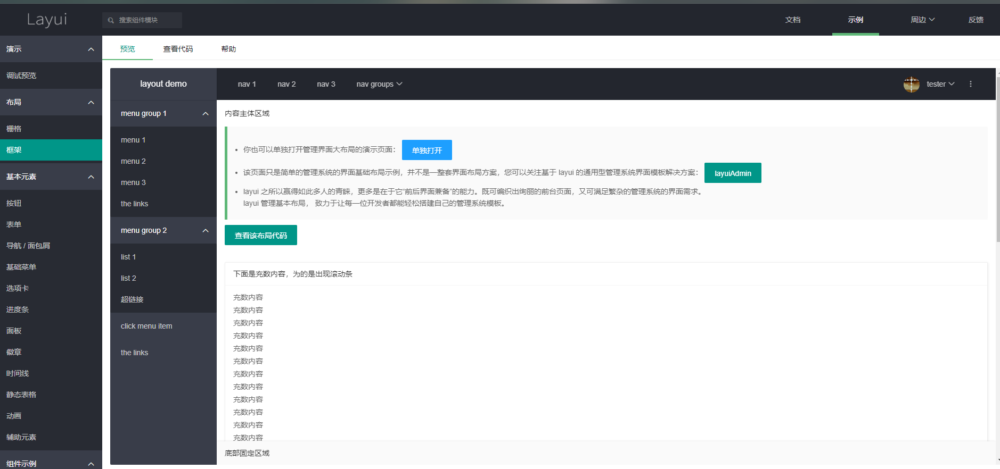 Layui
搜索组件模块
文档
示例
周边
反馈
演示
调试预览
布局
栅格
框架
基本元素
按钮
表单
导航 / 面包屑
基础菜单
选项卡
进度条
面板
徽章
时间线
静态表格
动画
辅助元素
组件示例
预览
查看代码
帮助
layout demo
nav 1
nav 2
nav 3
nav groups
tester
menu group 1
menu 1
menu 2
menu 3
the links
menu group 2
list 1
list 2
超链接
click menu item
the links
内容主体区域
你也可以单独打开管理界面大布局的演示页面： 单独打开
该页面只是简单的管理系统的界面基础布局示例，并不是一整套界面布局方案，您可以关注基于 layui 的通用型管理系统界面模板解决方案： layuiAdmin
layui 之所以赢得如此多人的青睐，更多是在于它“前后界面兼备”的能力。既可编织出绚丽的前台页面，又可满足繁杂的管理系统的界面需求。
layui 管理基本布局， 致力于让每一位开发者都能轻松搭建自己的管理系统模板。
查看该布局代码
下面是充数内容，为的是出现滚动条
充数内容
充数内容
充数内容
充数内容
充数内容
充数内容
充数内容
充数内容
充数内容
充数内容
充数内容
充数内容
底部固定区域